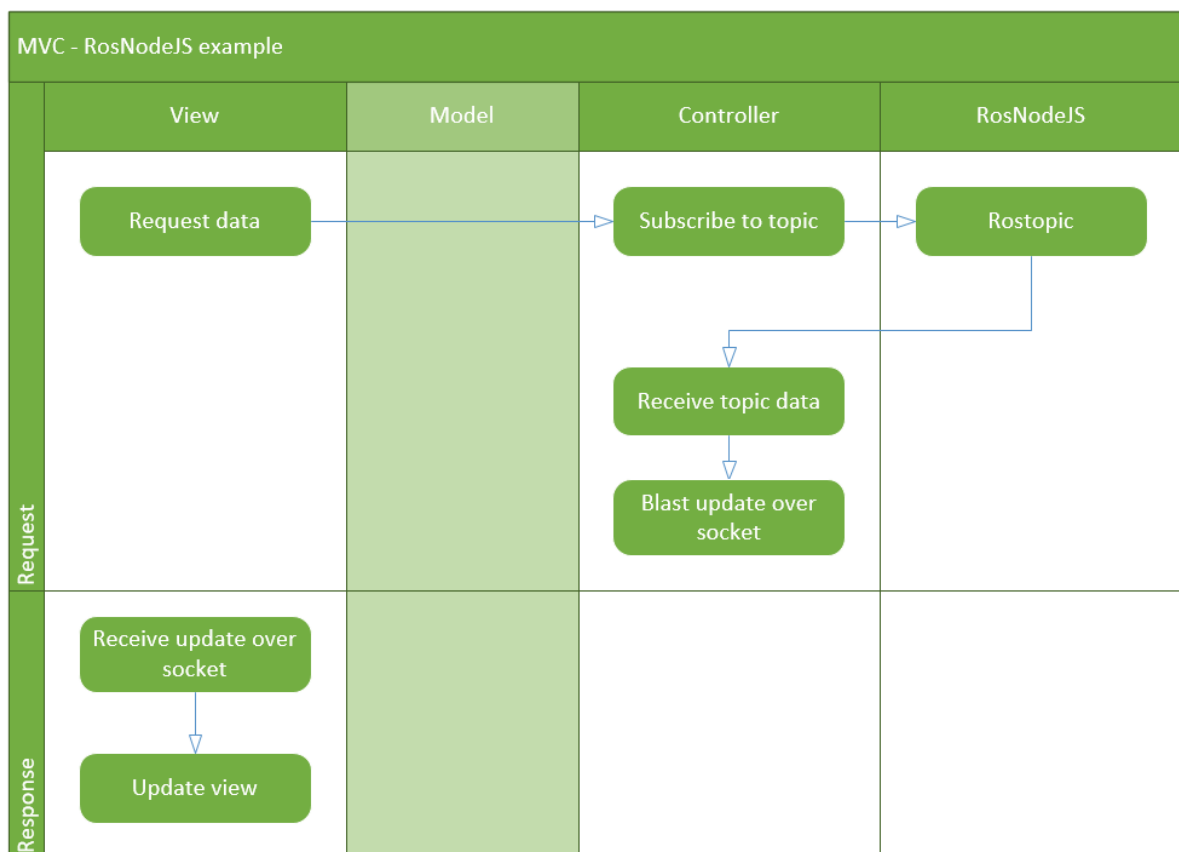 MVC - RosNodeJS example
View
Model
Controller
RosNodeJS
Request data
Subscribe to topic
Rostopic
Receive topic data
Blast update over
socket
Request
Receive update over
socket
Update view
Response